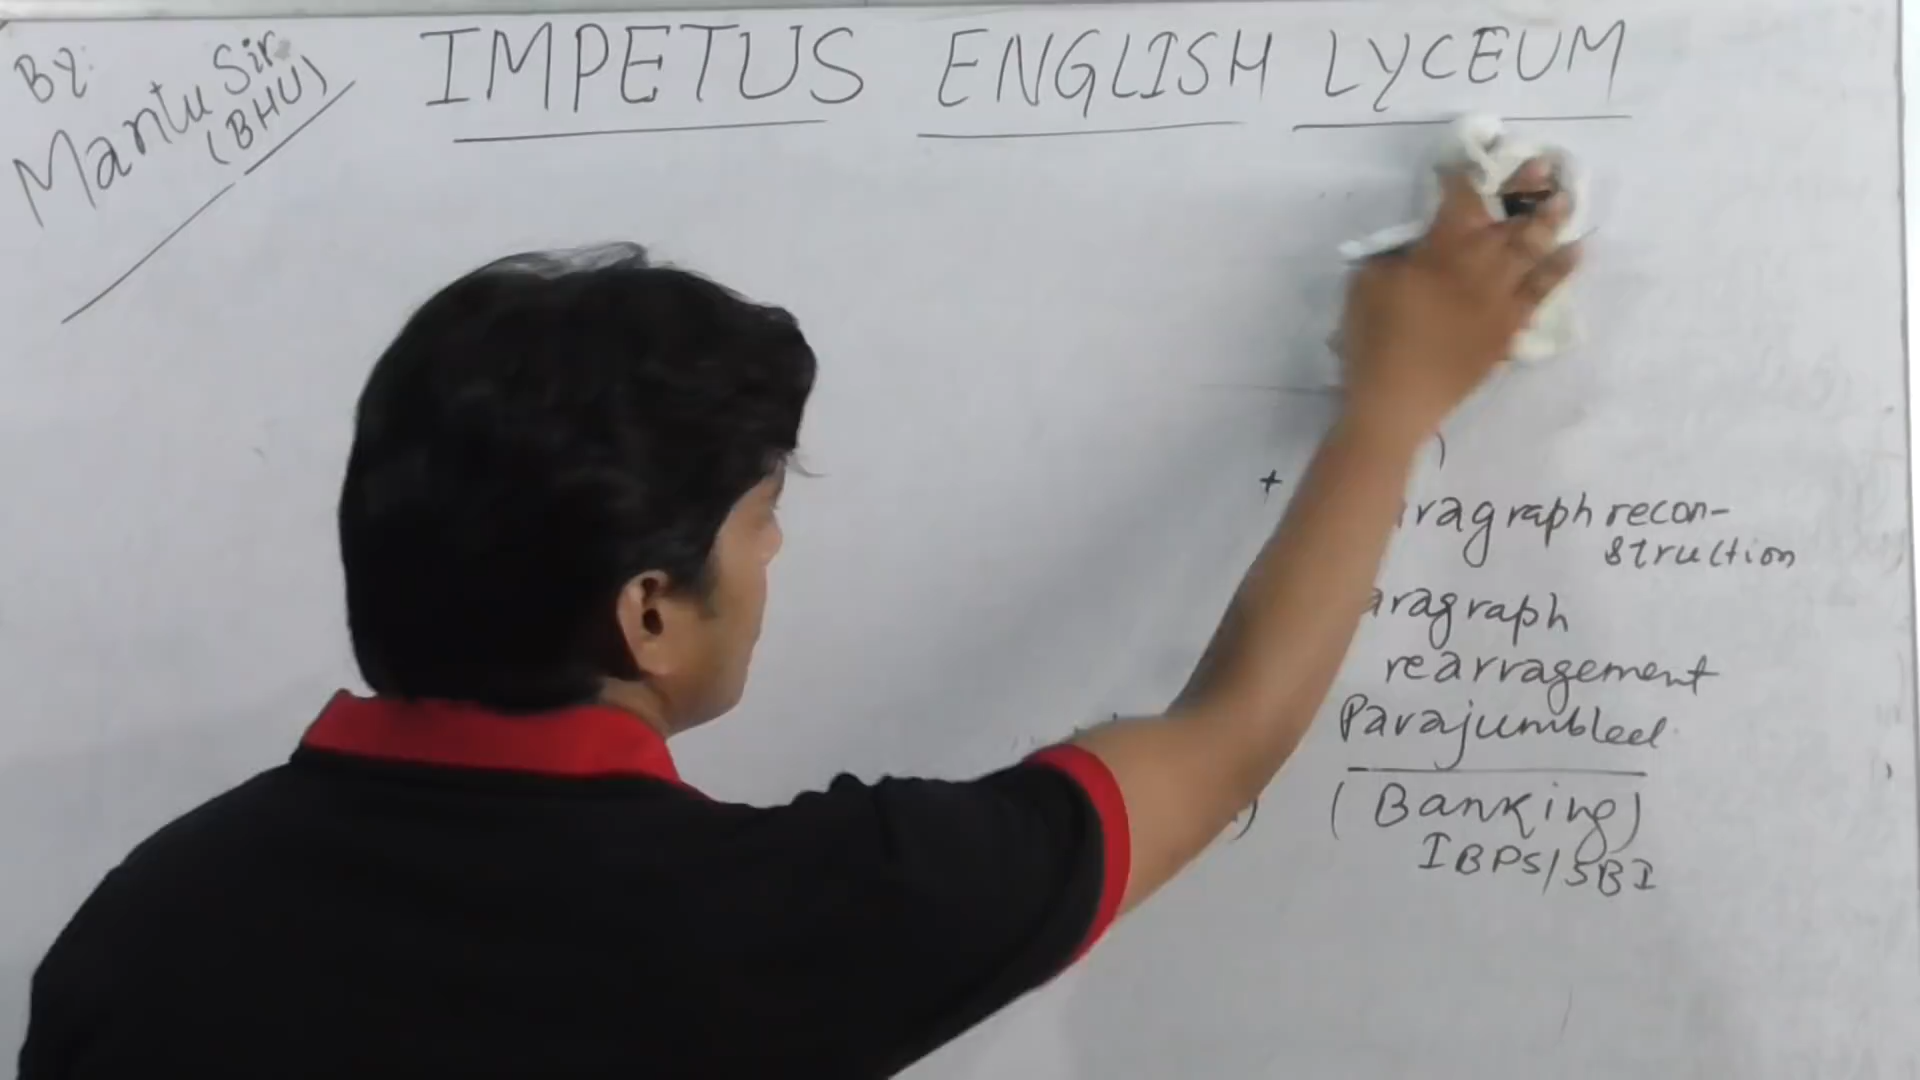 By:
Mantu Sir
(BHU)
IMPETUS ENGLISH LYCEUM
+
ragraph recon-
struction
aragraph
rearragement
Parajumbled
(Banking)
IBPS/SBI